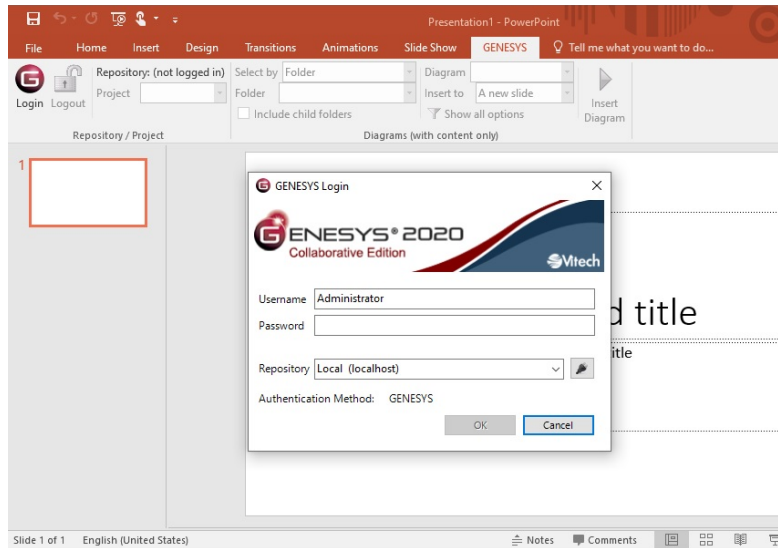 Presentation1 - PowerPoint
File Home Insert Design Transitions Animations Slide Show GENESYS Tell me what you want to do...
Repository: (not logged in) Select by Folder Diagram
Project Folder Insert to A new slide
Login Logout Include child folders Show all options Insert Diagram
Repository / Project Diagrams (with content only)
1
GENESYS Login
GENESYS® 2020
Collaborative Edition
Vitech
Username Administrator
Password
d title
itle
Repository Local (localhost)
Authentication Method: GENESYS
OK Cancel
Slide 1 of 1 English (United States) Notes Comments